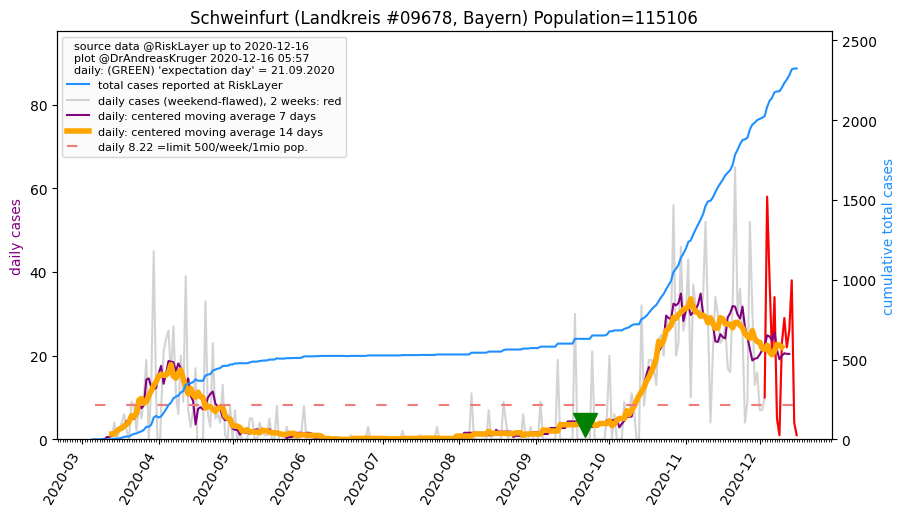 Schweinfurt (Landkreis #09678, Bayern) Population=115106
source data @RiskLayer up to 2020-12-16
plot @DrAndreasKruger 2020-12-16 05:57
daily: (GREEN) 'expectation day' = 21.09.2020
total cases reported at RiskLayer
daily cases (weekend-flawed), 2 weeks: red
daily: centered moving average 7 days
daily: centered moving average 14 days
daily 8.22 =limit 500/week/1mio pop.
daily cases
80
60
40
20
0
cumulative total cases
2500
2000
1500
1000
500
0
2020-03
2020-04
2020-05
2020-06
2020-07
2020-08
2020-09
2020-10
2020-11
2020-12